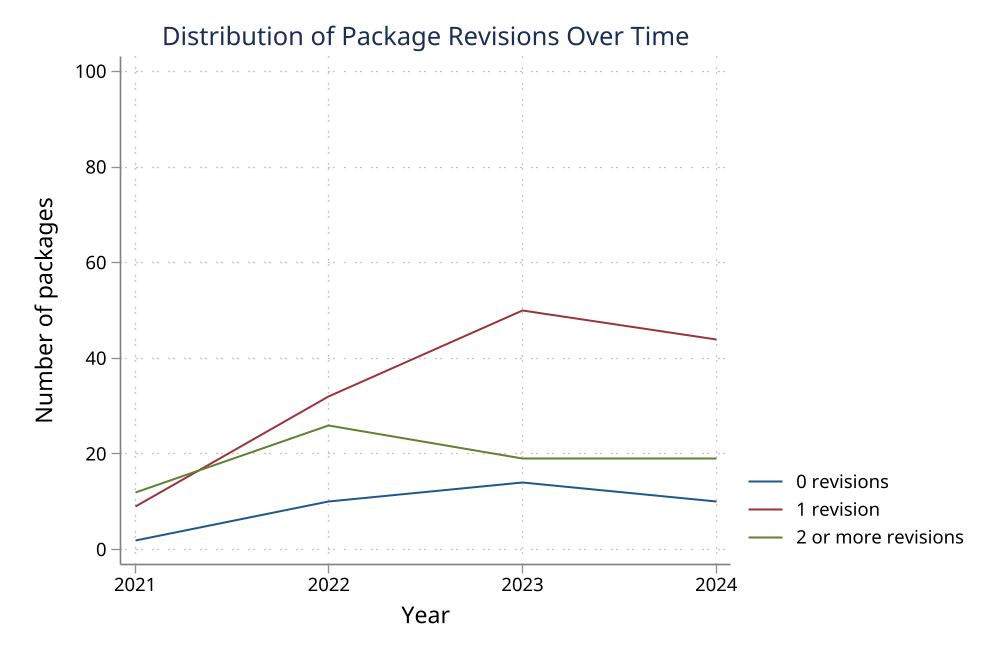 Distribution of Package Revisions Over Time
Number of packages
100
80
60
40
20
0
2021 2022 2023 2024
Year
0 revisions
1 revision
2 or more revisions